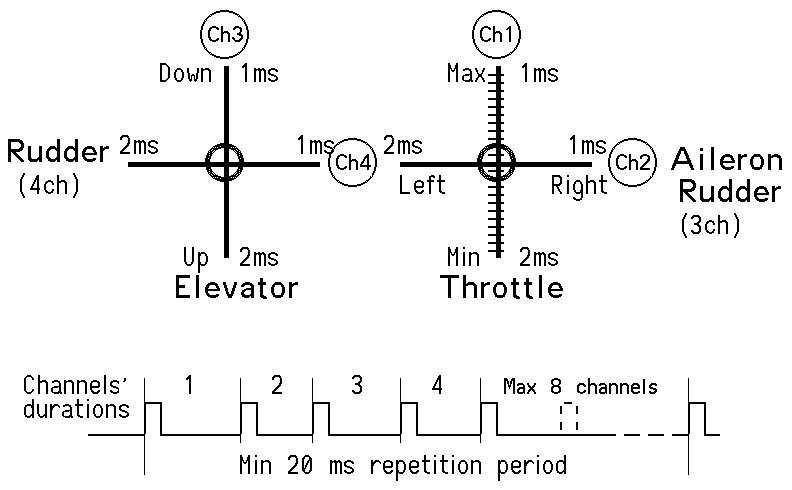 Ch3 Ch1
Down 1ms Max 1ms
Rudder 2ms 1ms Ch4 2ms 1ms Ch2 Aileron
(4ch) Left Right Rudder
(3ch)
Up 2ms Min 2ms
Elevator Throttle
Channels' 1 2 3 4 Max 8 channels
durations
Min 20 ms repetition period